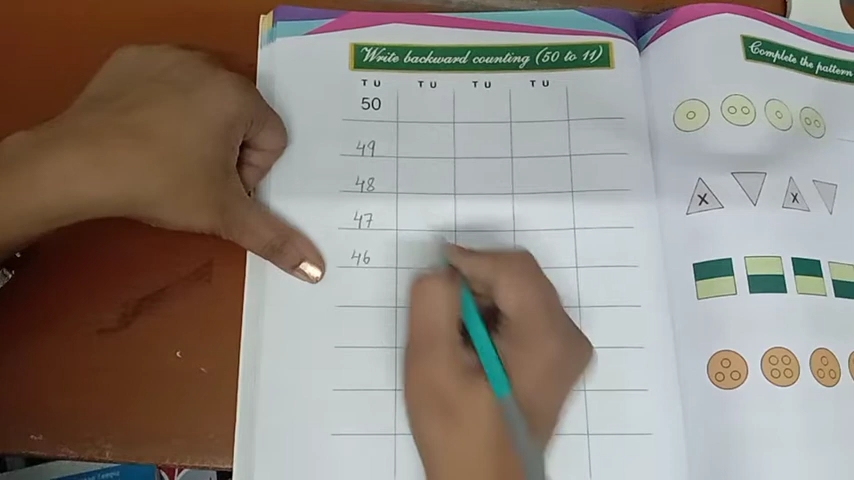 Write backward counting (50 to 11)
T U T U T U T U
50
49
48
47
46
Complete the pattern
x x